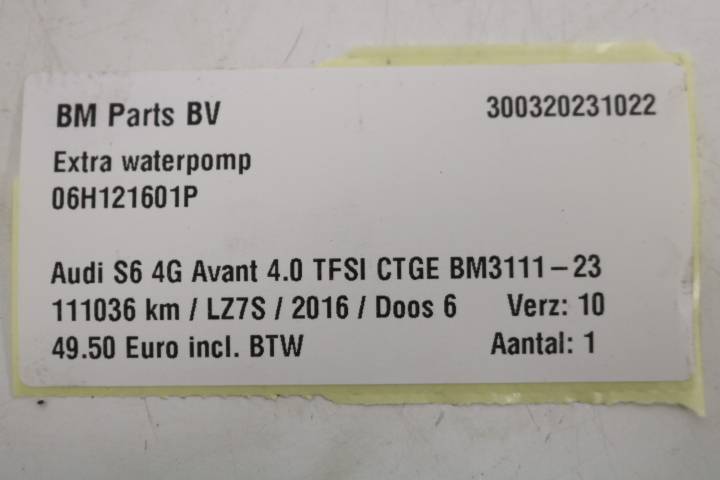 BM Parts BV 300320231022
Extra waterpomp
06H121601P
Audi S6 4G Avant 4.0 TFSI CTGE BM3111-23
111036 km / LZ7S / 2016 / Doos 6 Verz: 10
49.50 Euro incl. BTW Aantal: 1